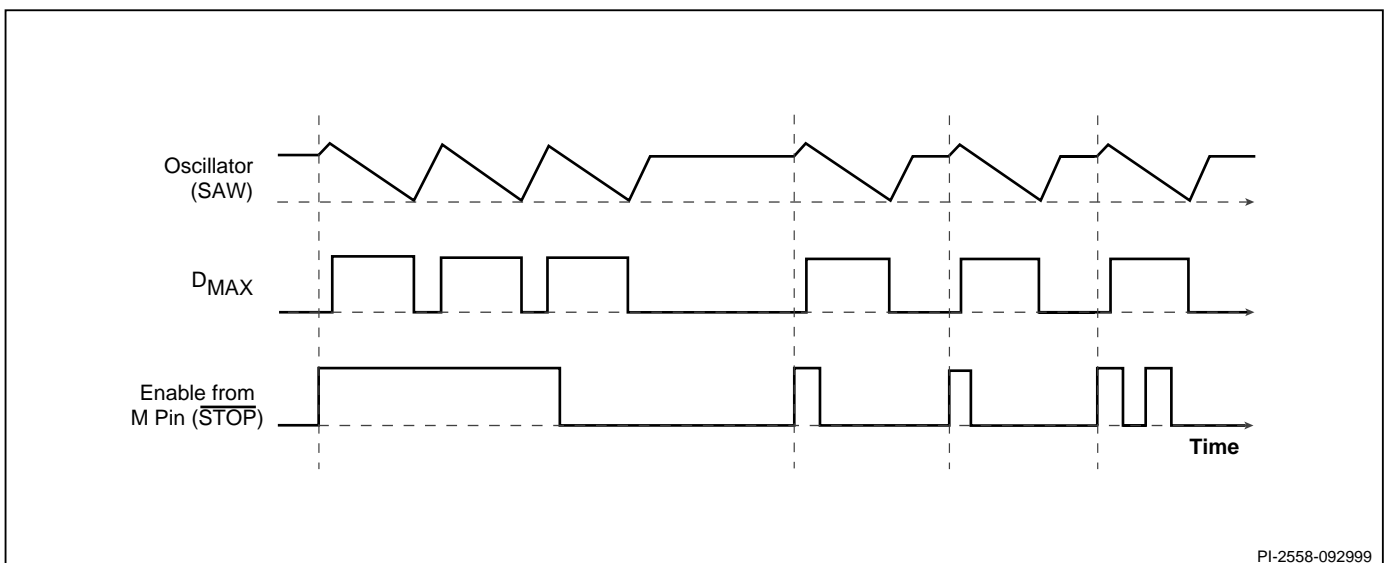 Oscillator
(SAW)
DMAX
Enable from
M Pin (STOP)
Time
PI-2558-092999